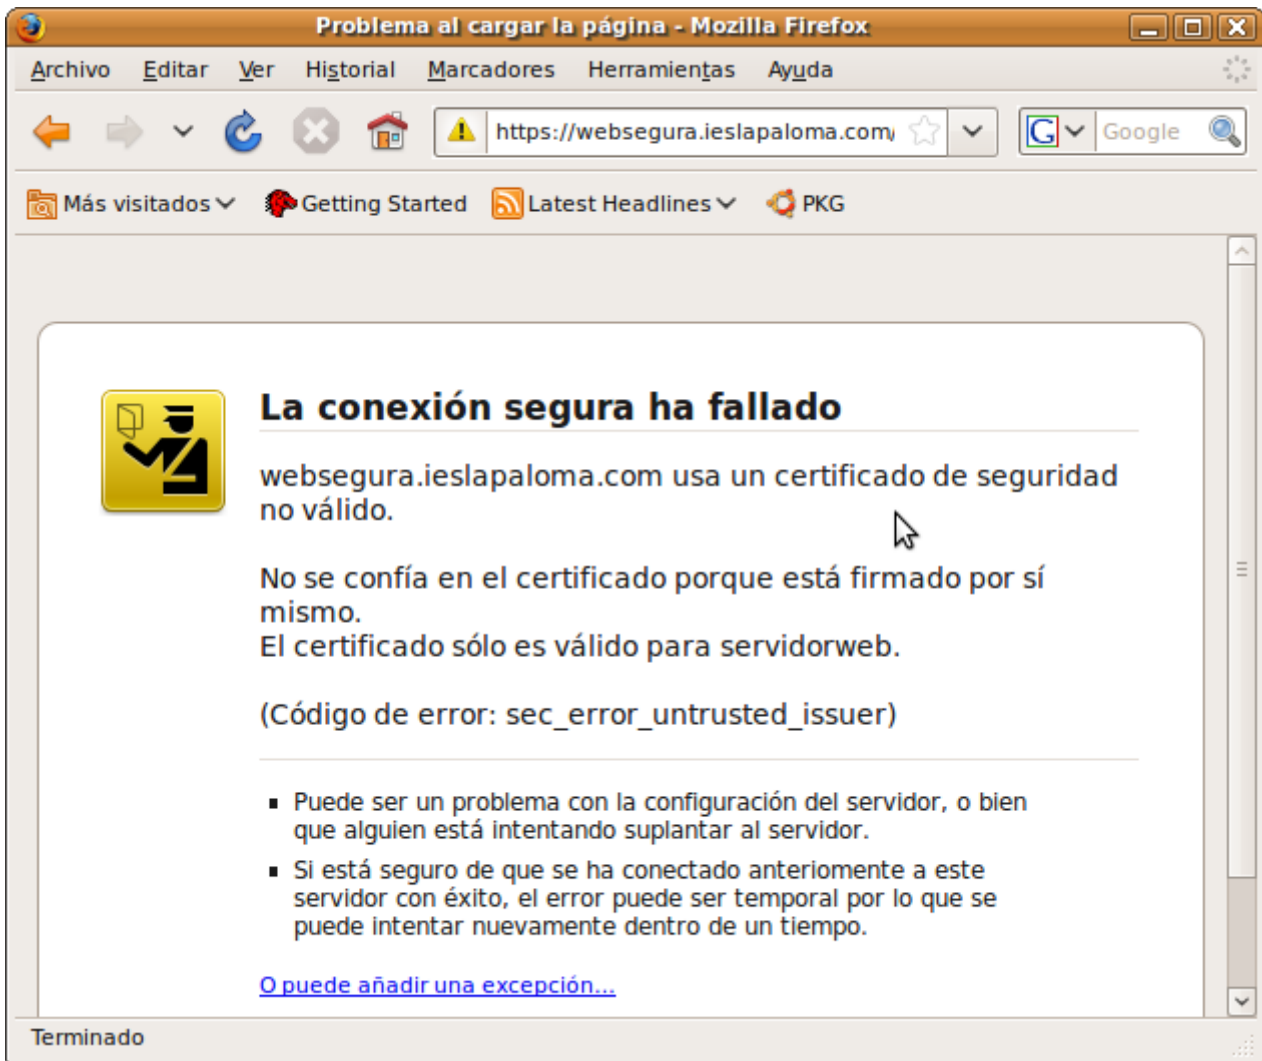 Problema al cargar la página - Mozilla Firefox
Archivo Editar Ver Historial Marcadores Herramientas Ayuda
https://websegura.ieslapaloma.com/ G Google
Más visitados Getting Started Latest Headlines PKG
La conexión segura ha fallado
websegura.ieslapaloma.com usa un certificado de seguridad
no válido.
No se confía en el certificado porque está firmado por sí
mismo.
El certificado sólo es válido para servidorweb.
(Código de error: sec_error_untrusted_issuer)
Puede ser un problema con la configuración del servidor, o bien
que alguien está intentando suplantar al servidor.
Si está seguro de que se ha conectado anteriomente a este
servidor con éxito, el error puede ser temporal por lo que se
puede intentar nuevamente dentro de un tiempo.
O puede añadir una excepción...
Terminado